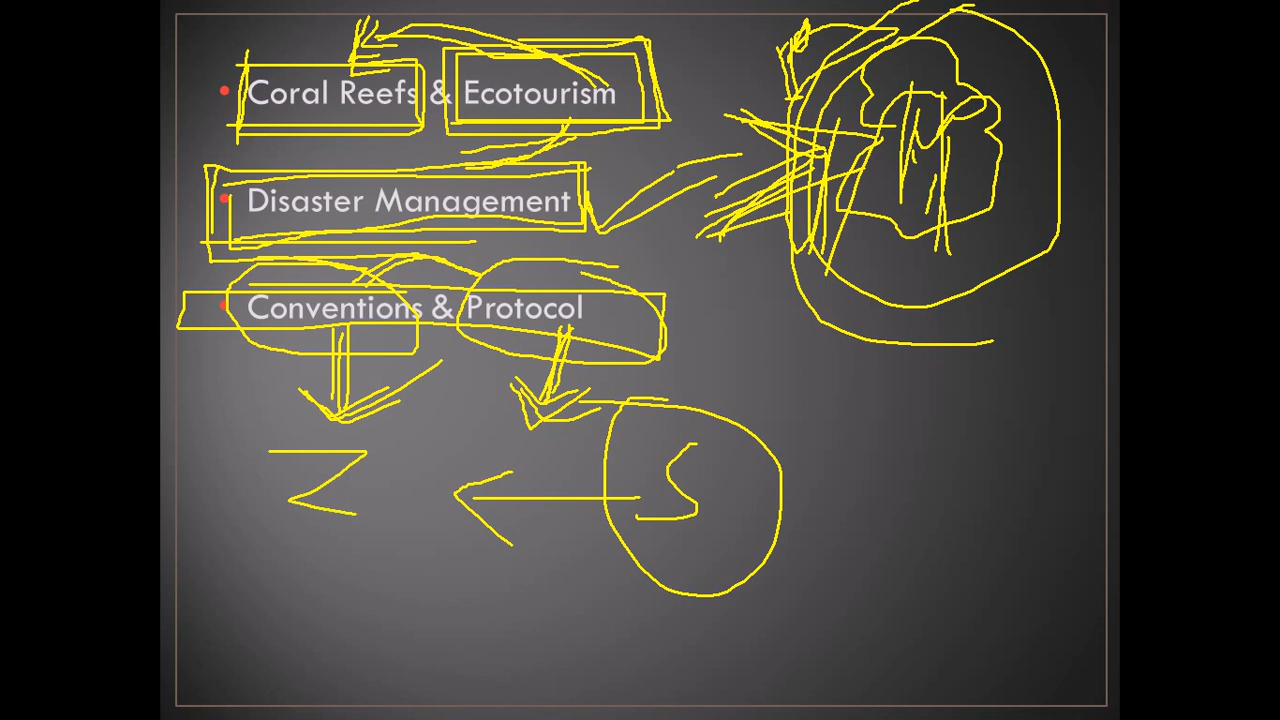 • Coral Reefs & Ecotourism
• Disaster Management
• Conventions & Protocol
Z
S